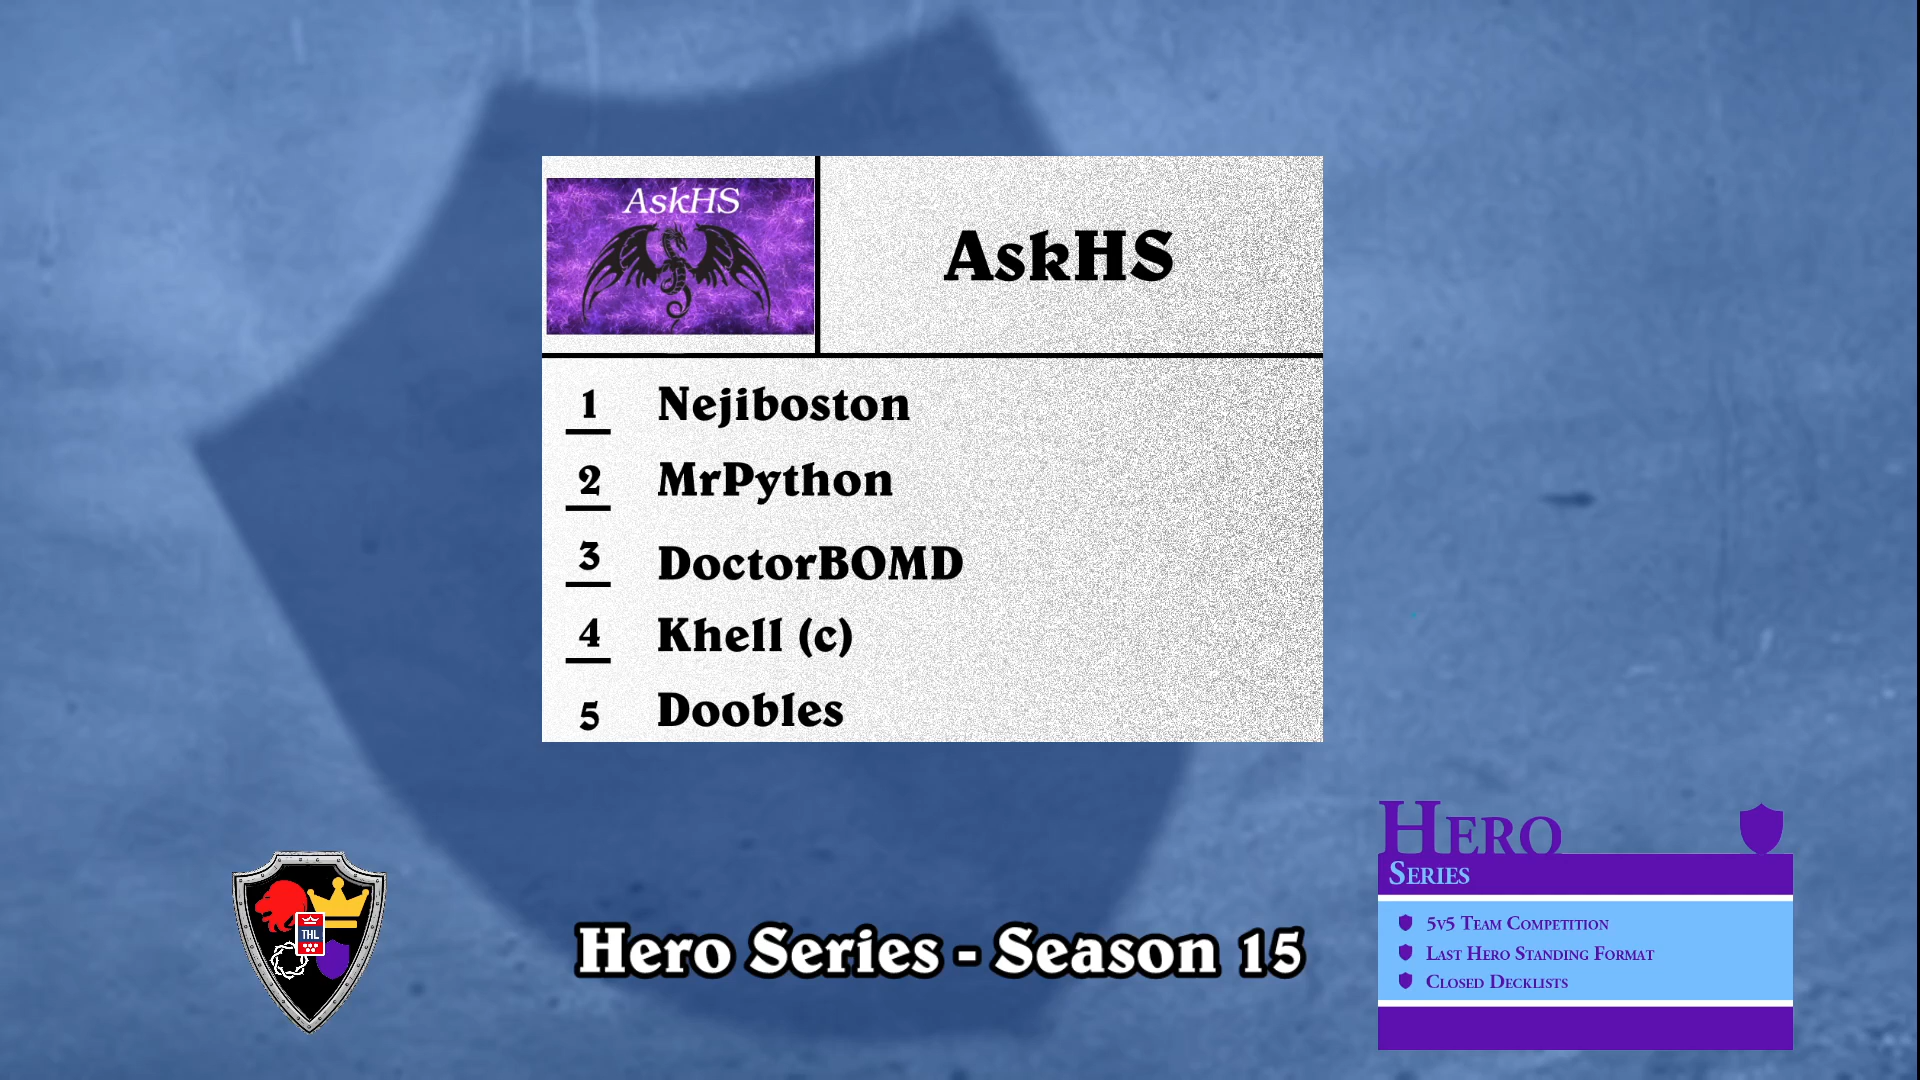 AskHS
AskHS
1 Nejiboston
2 MrPython
3 DoctorBOMD
4 Khell (c)
5 Doobles
THL
Hero Series - Season 15
Hero
Series
5v5 Team Competition
Last Hero Standing Format
Closed Decklists